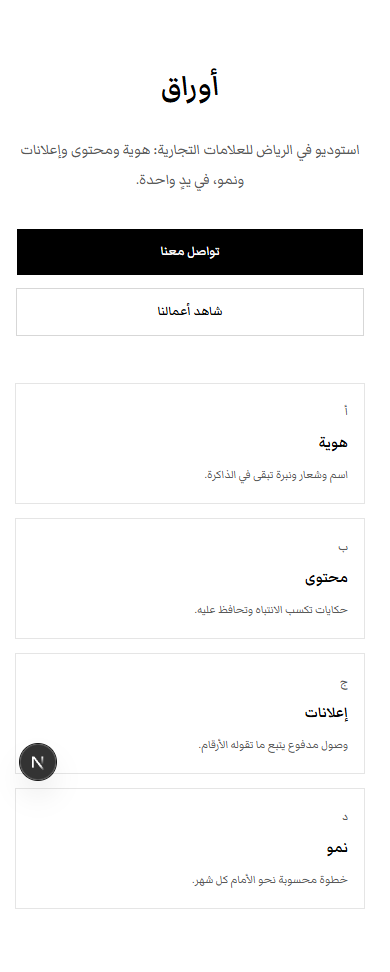 أوراق
استوديو في الرياض للعلامات التجارية: هوية ومحتوى وإعلانات
ونمو، في يدٍ واحدة.
تواصل معنا
شاهد أعمالنا
أ
هوية
اسم وشعار ونبرة تبقى في الذاكرة.
ب
محتوى
حكايات تكسب الانتباه وتحافظ عليه.
ج
إعلانات
وصول مدفوع يتبع ما تقوله الأرقام.
N
د
نمو
خطوة محسوبة نحو الأمام كل شهر.